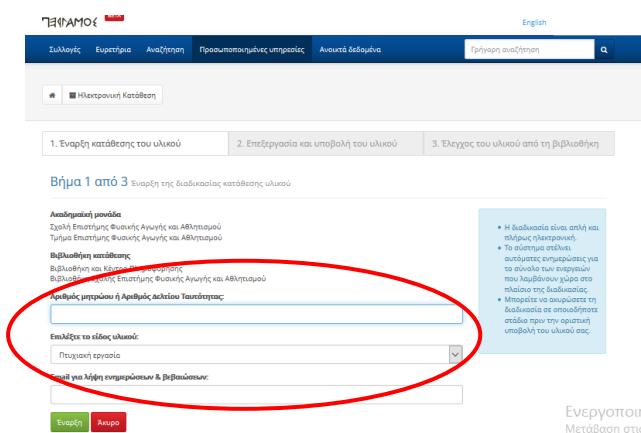 ΠΕΡΓΑΜΟΣ BETA
English
Συλλογές Ευρετήρια Αναζήτηση Προσωποποιημένες υπηρεσίες Ανοικτά δεδομένα Γρήγορη αναζήτηση
Ηλεκτρονική Κατάθεση
1. Έναρξη κατάθεσης του υλικού 2. Επεξεργασία και υποβολή του υλικού 3. Έλεγχος του υλικού από τη βιβλιοθήκη
Βήμα 1 από 3 Έναρξη της διαδικασίας κατάθεσης υλικού
Ακαδημαϊκή μονάδα
Σχολή Επιστήμης Φυσικής Αγωγής και Αθλητισμού
Τμήμα Επιστήμης Φυσικής Αγωγής και Αθλητισμού
Βιβλιοθήκη κατάθεσης
Βιβλιοθήκη και Κέντρο Πληροφόρησης
Βιβλιοθήκη Σχολής Επιστήμης Φυσικής Αγωγής και Αθλητισμού
Αριθμός μητρώου ή Αριθμός Δελτίου Ταυτότητας:
Επιλέξτε το είδος υλικού:
Πτυχιακή εργασία
Email για λήψη ενημερώσεων & βεβαιώσεων:
Έναρξη Άκυρο
Η διαδικασία είναι απλή και
πλήρως ηλεκτρονική.
Το σύστημα στέλνει
αυτόματες ενημερώσεις για
το σύνολο των ενεργειών
που λαμβάνουν χώρα στο
πλαίσιο της διαδικασίας.
Μπορείτε να ακυρώσετε τη
διαδικασία σε οποιοδήποτε
στάδιο πριν την οριστική
υποβολή του υλικού σας.
Ενεργοποι
Μετάβαση στις